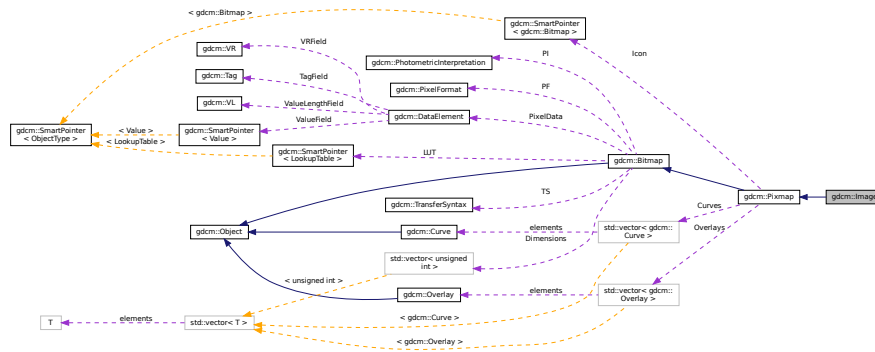 < gdcm::Bitmap >
gdcm::SmartPointer
< gdcm::Bitmap >
VRField
gdcm::VR
PI
Icon
gdcm::PhotometricInterpretation
TagField
gdcm::Tag
PF
gdcm::PixelFormat
gdcm::VL
ValueLengthField
gdcm::DataElement
PixelData
ValueField
gdcm::SmartPointer
< ObjectType >
< Value >
gdcm::SmartPointer
< Value >
< LookupTable >
gdcm::SmartPointer
< LookupTable >
LUT
gdcm::Bitmap
TS
gdcm::TransferSyntax
gdcm::Pixmap
gdcm::Image
Curves
gdcm::Object
gdcm::Curve
elements
Dimensions
std::vector< gdcm::
Curve >
Overlays
std::vector< unsigned
int >
< unsigned int >
gdcm::Overlay
elements
std::vector< gdcm::
Overlay >
T
elements
std::vector< T >
< gdcm::Curve >
< gdcm::Overlay >